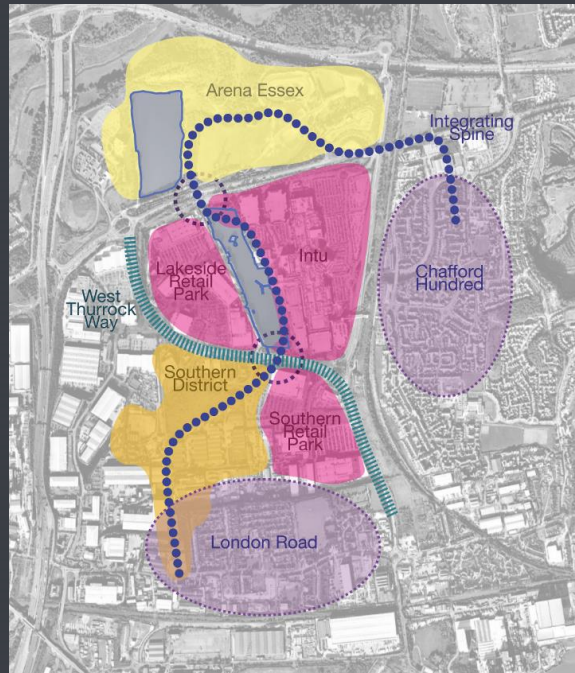 Arena Essex
Integrating
Spine
Lakeside
Retail
Park
Intu
Chafford
Hundred
West
Thurrock
Way
Southern
District
Southern
Retail
Park
London Road